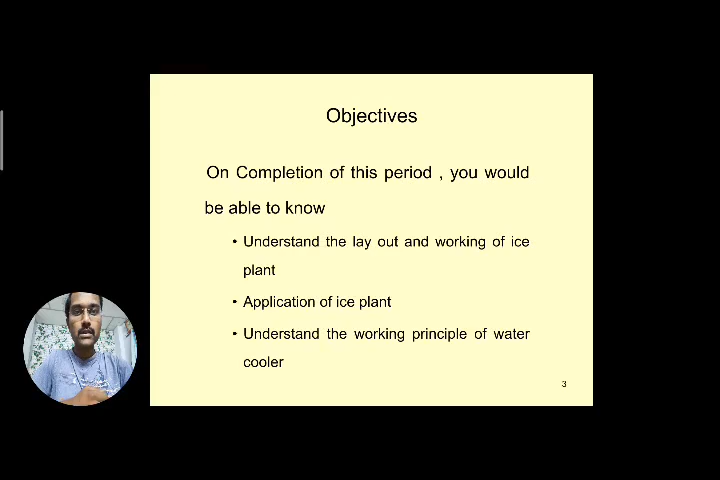 Objectives
On Completion of this period , you would
be able to know
• Understand the lay out and working of ice
plant
• Application of ice plant
• Understand the working principle of water
cooler
3